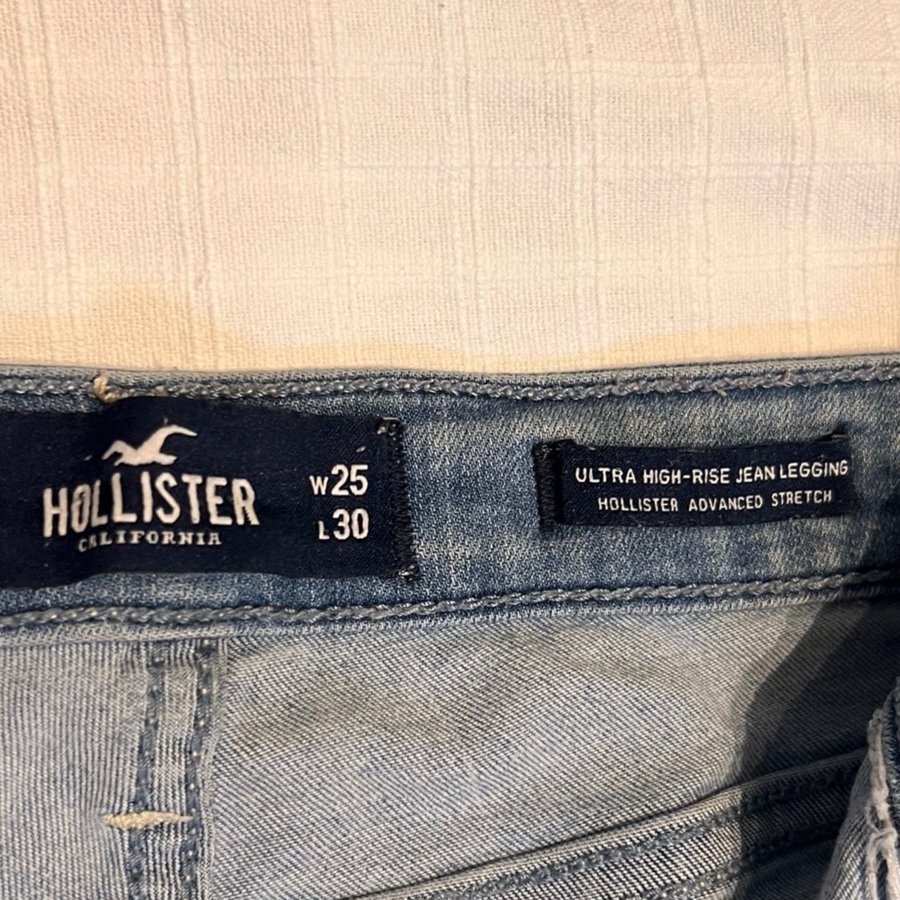 HOLLISTER
CALIFORNIA
W25
L30
ULTRA HIGH-RISE JEAN LEGGING
HOLLISTER ADVANCED STRETCH